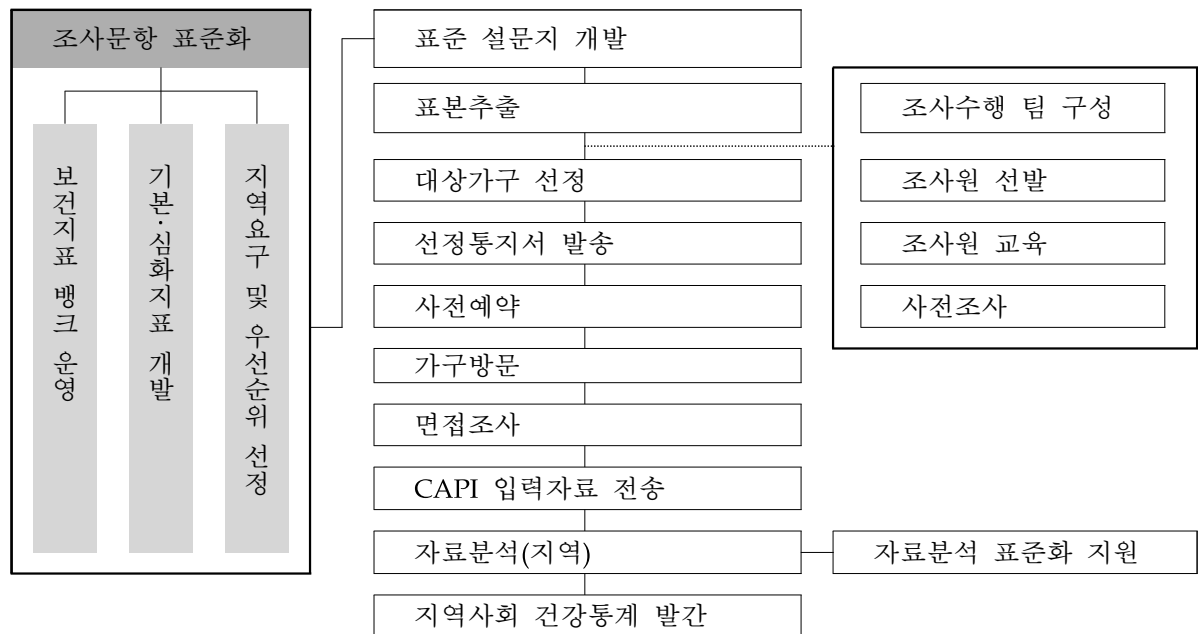 조사문항 표준화
보건지표 뱅크 운영
기본·심화지표 개발
지역요구 및 우선순위 선정
표준 설문지 개발
표본추출
대상가구 선정
선정통지서 발송
사전예약
가구방문
면접조사
CAPI 입력자료 전송
자료분석(지역)
지역사회 건강통계 발간
조사수행 팀 구성
조사원 선발
조사원 교육
사전조사
자료분석 표준화 지원